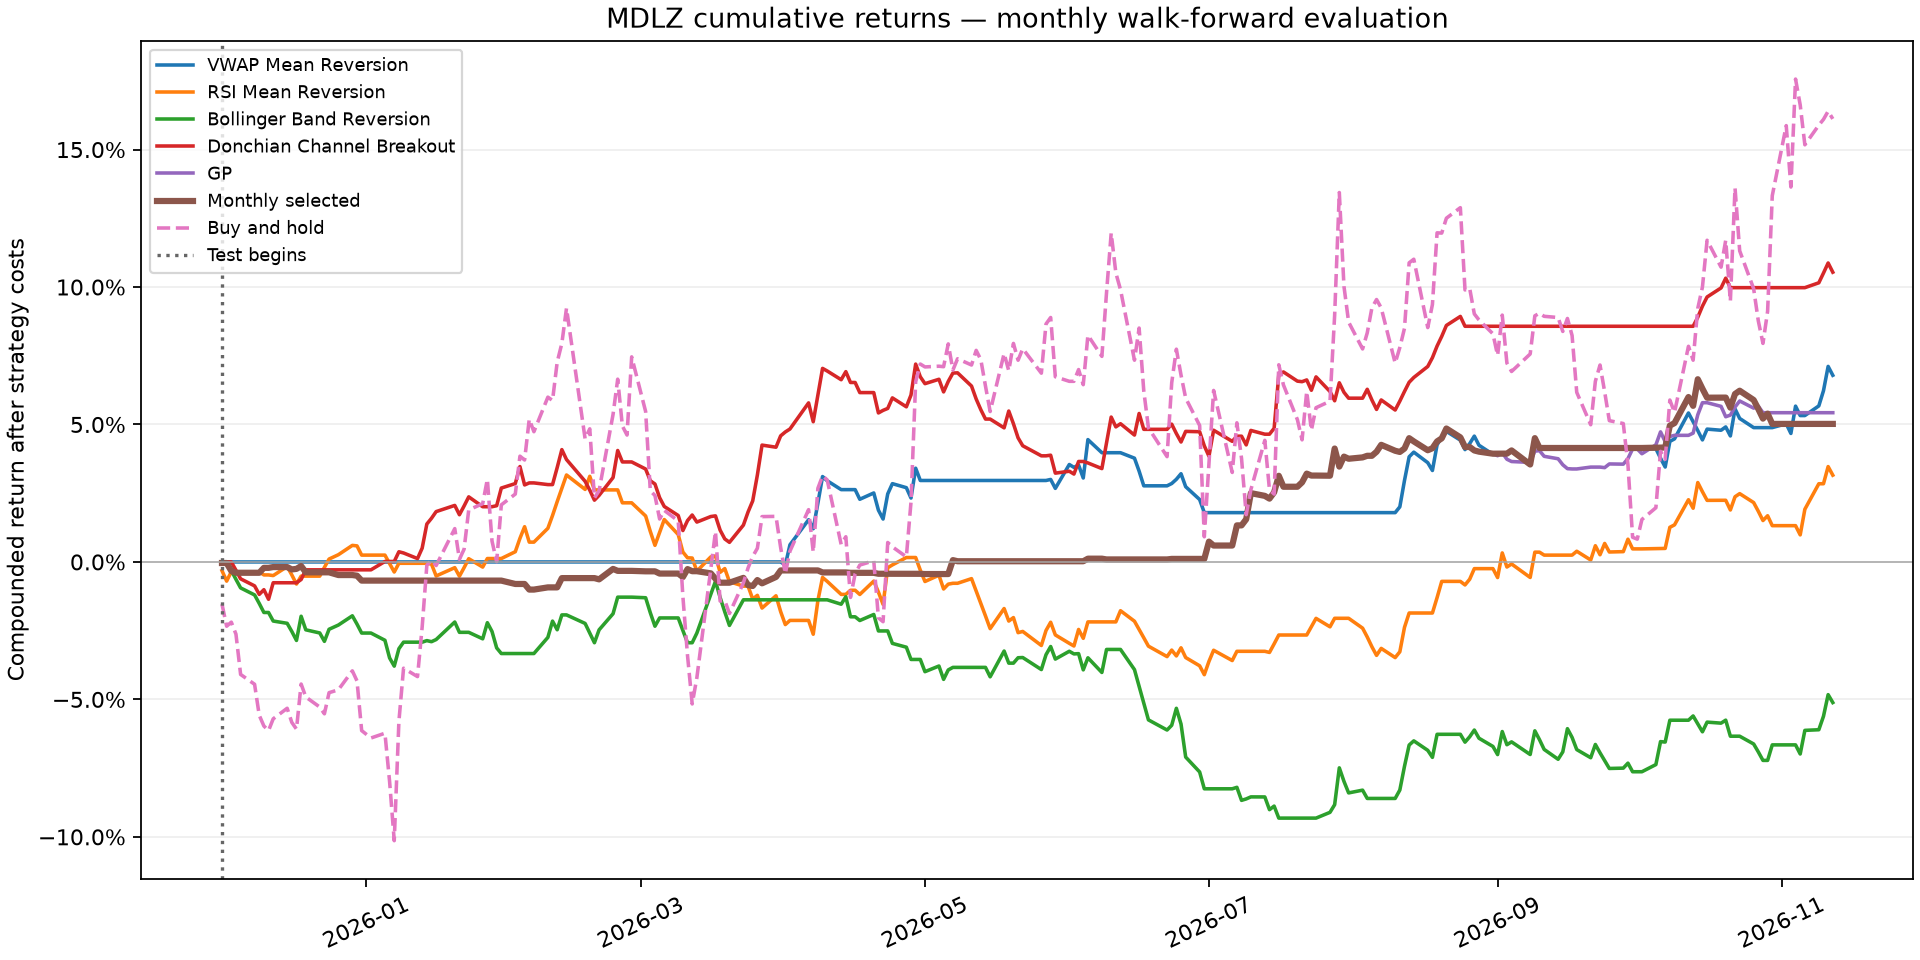 MDLZ cumulative returns — monthly walk-forward evaluation
VWAP Mean Reversion
RSI Mean Reversion
Bollinger Band Reversion
Donchian Channel Breakout
GP
Monthly selected
Buy and hold
Test begins
Compounded return after strategy costs
15.0%
10.0%
5.0%
0.0%
−5.0%
−10.0%
2026-01
2026-03
2026-05
2026-07
2026-09
2026-11